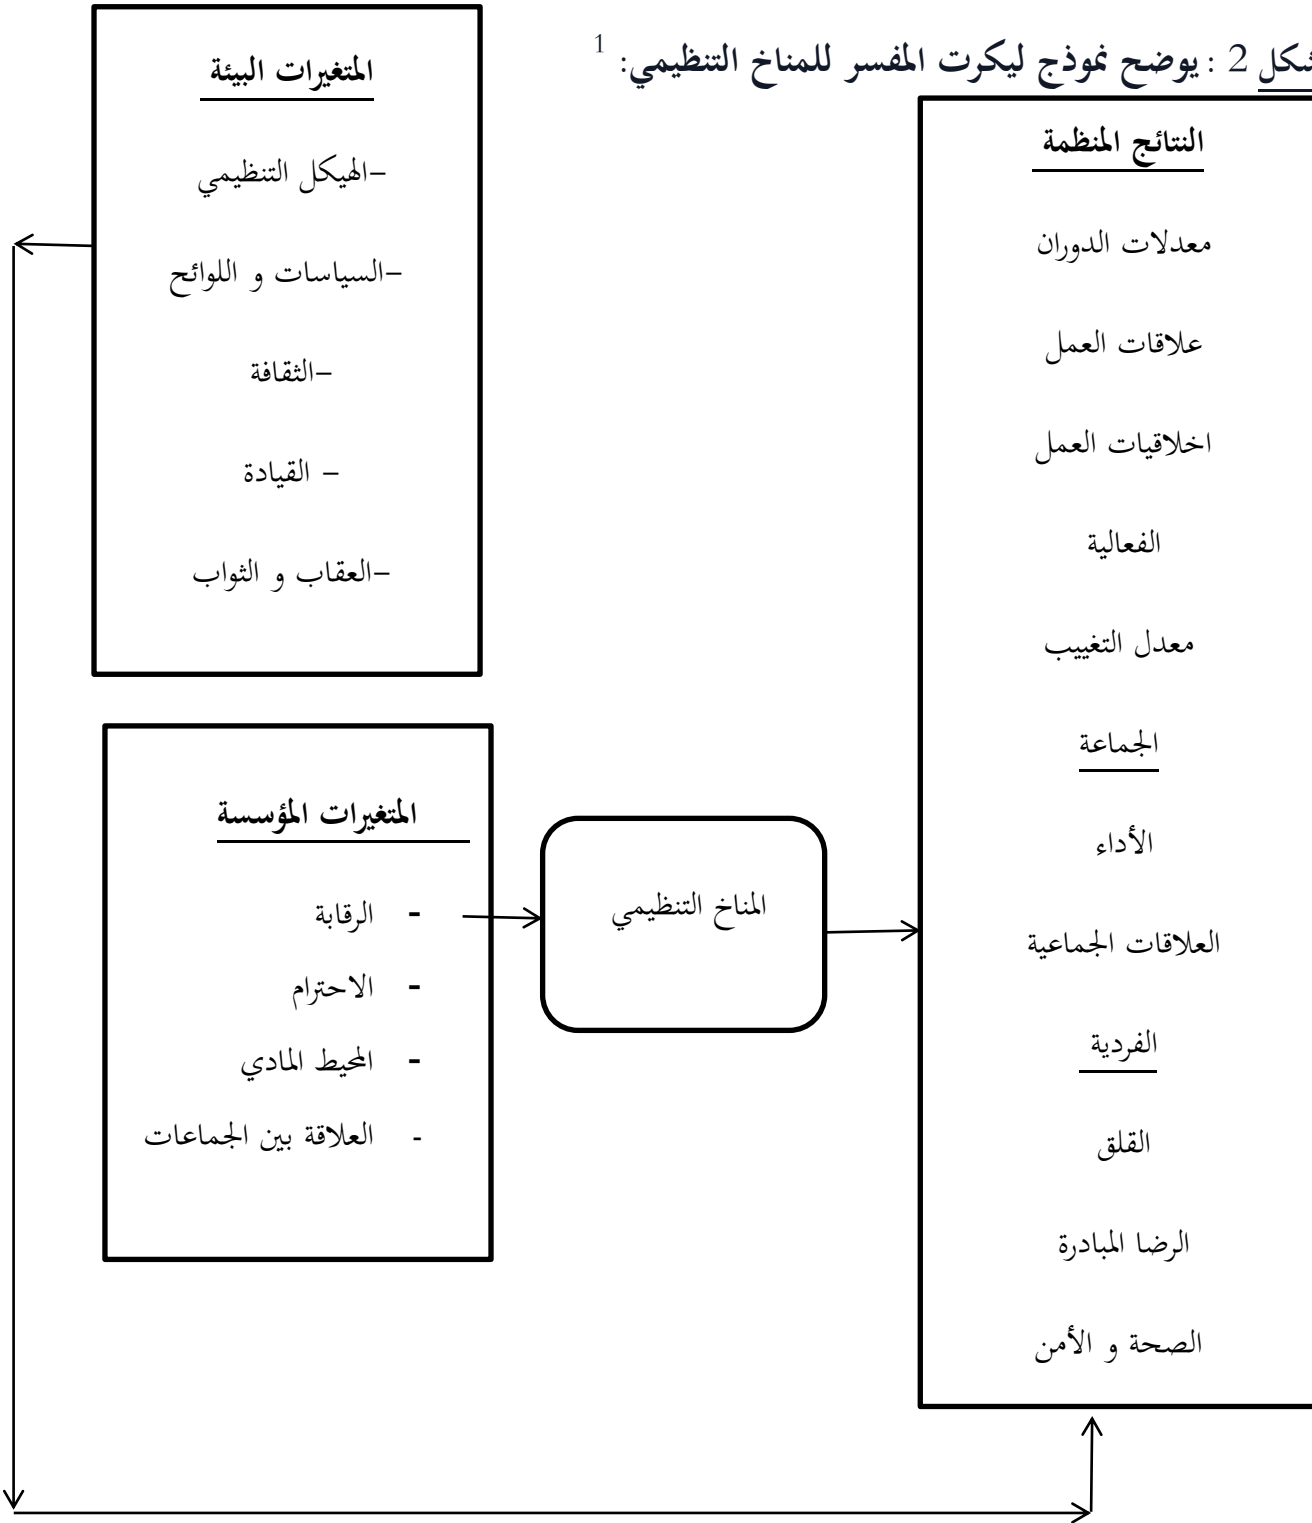 شكل 2 : يوضح نموذج ليكرت المفسر للمناخ التنظيمي: 1
النتائج المنظمة
معدلات الدوران
علاقات العمل
اخلاقيات العمل
الفعالية
معدل التغييب
الجماعة
الأداء
العلاقات الجماعية
الفردية
القلق
الرضا المبادرة
الصحة و الأمن
المتغيرات البيئة
-الهيكل التنظيمي
-السياسات و اللوائح
-الثقافة
- القيادة
-العقاب و الثواب
المتغيرات المؤسسة
- الرقابة
- الاحترام
- المحيط المادي
- العلاقة بين الجماعات
المناخ التنظيمي